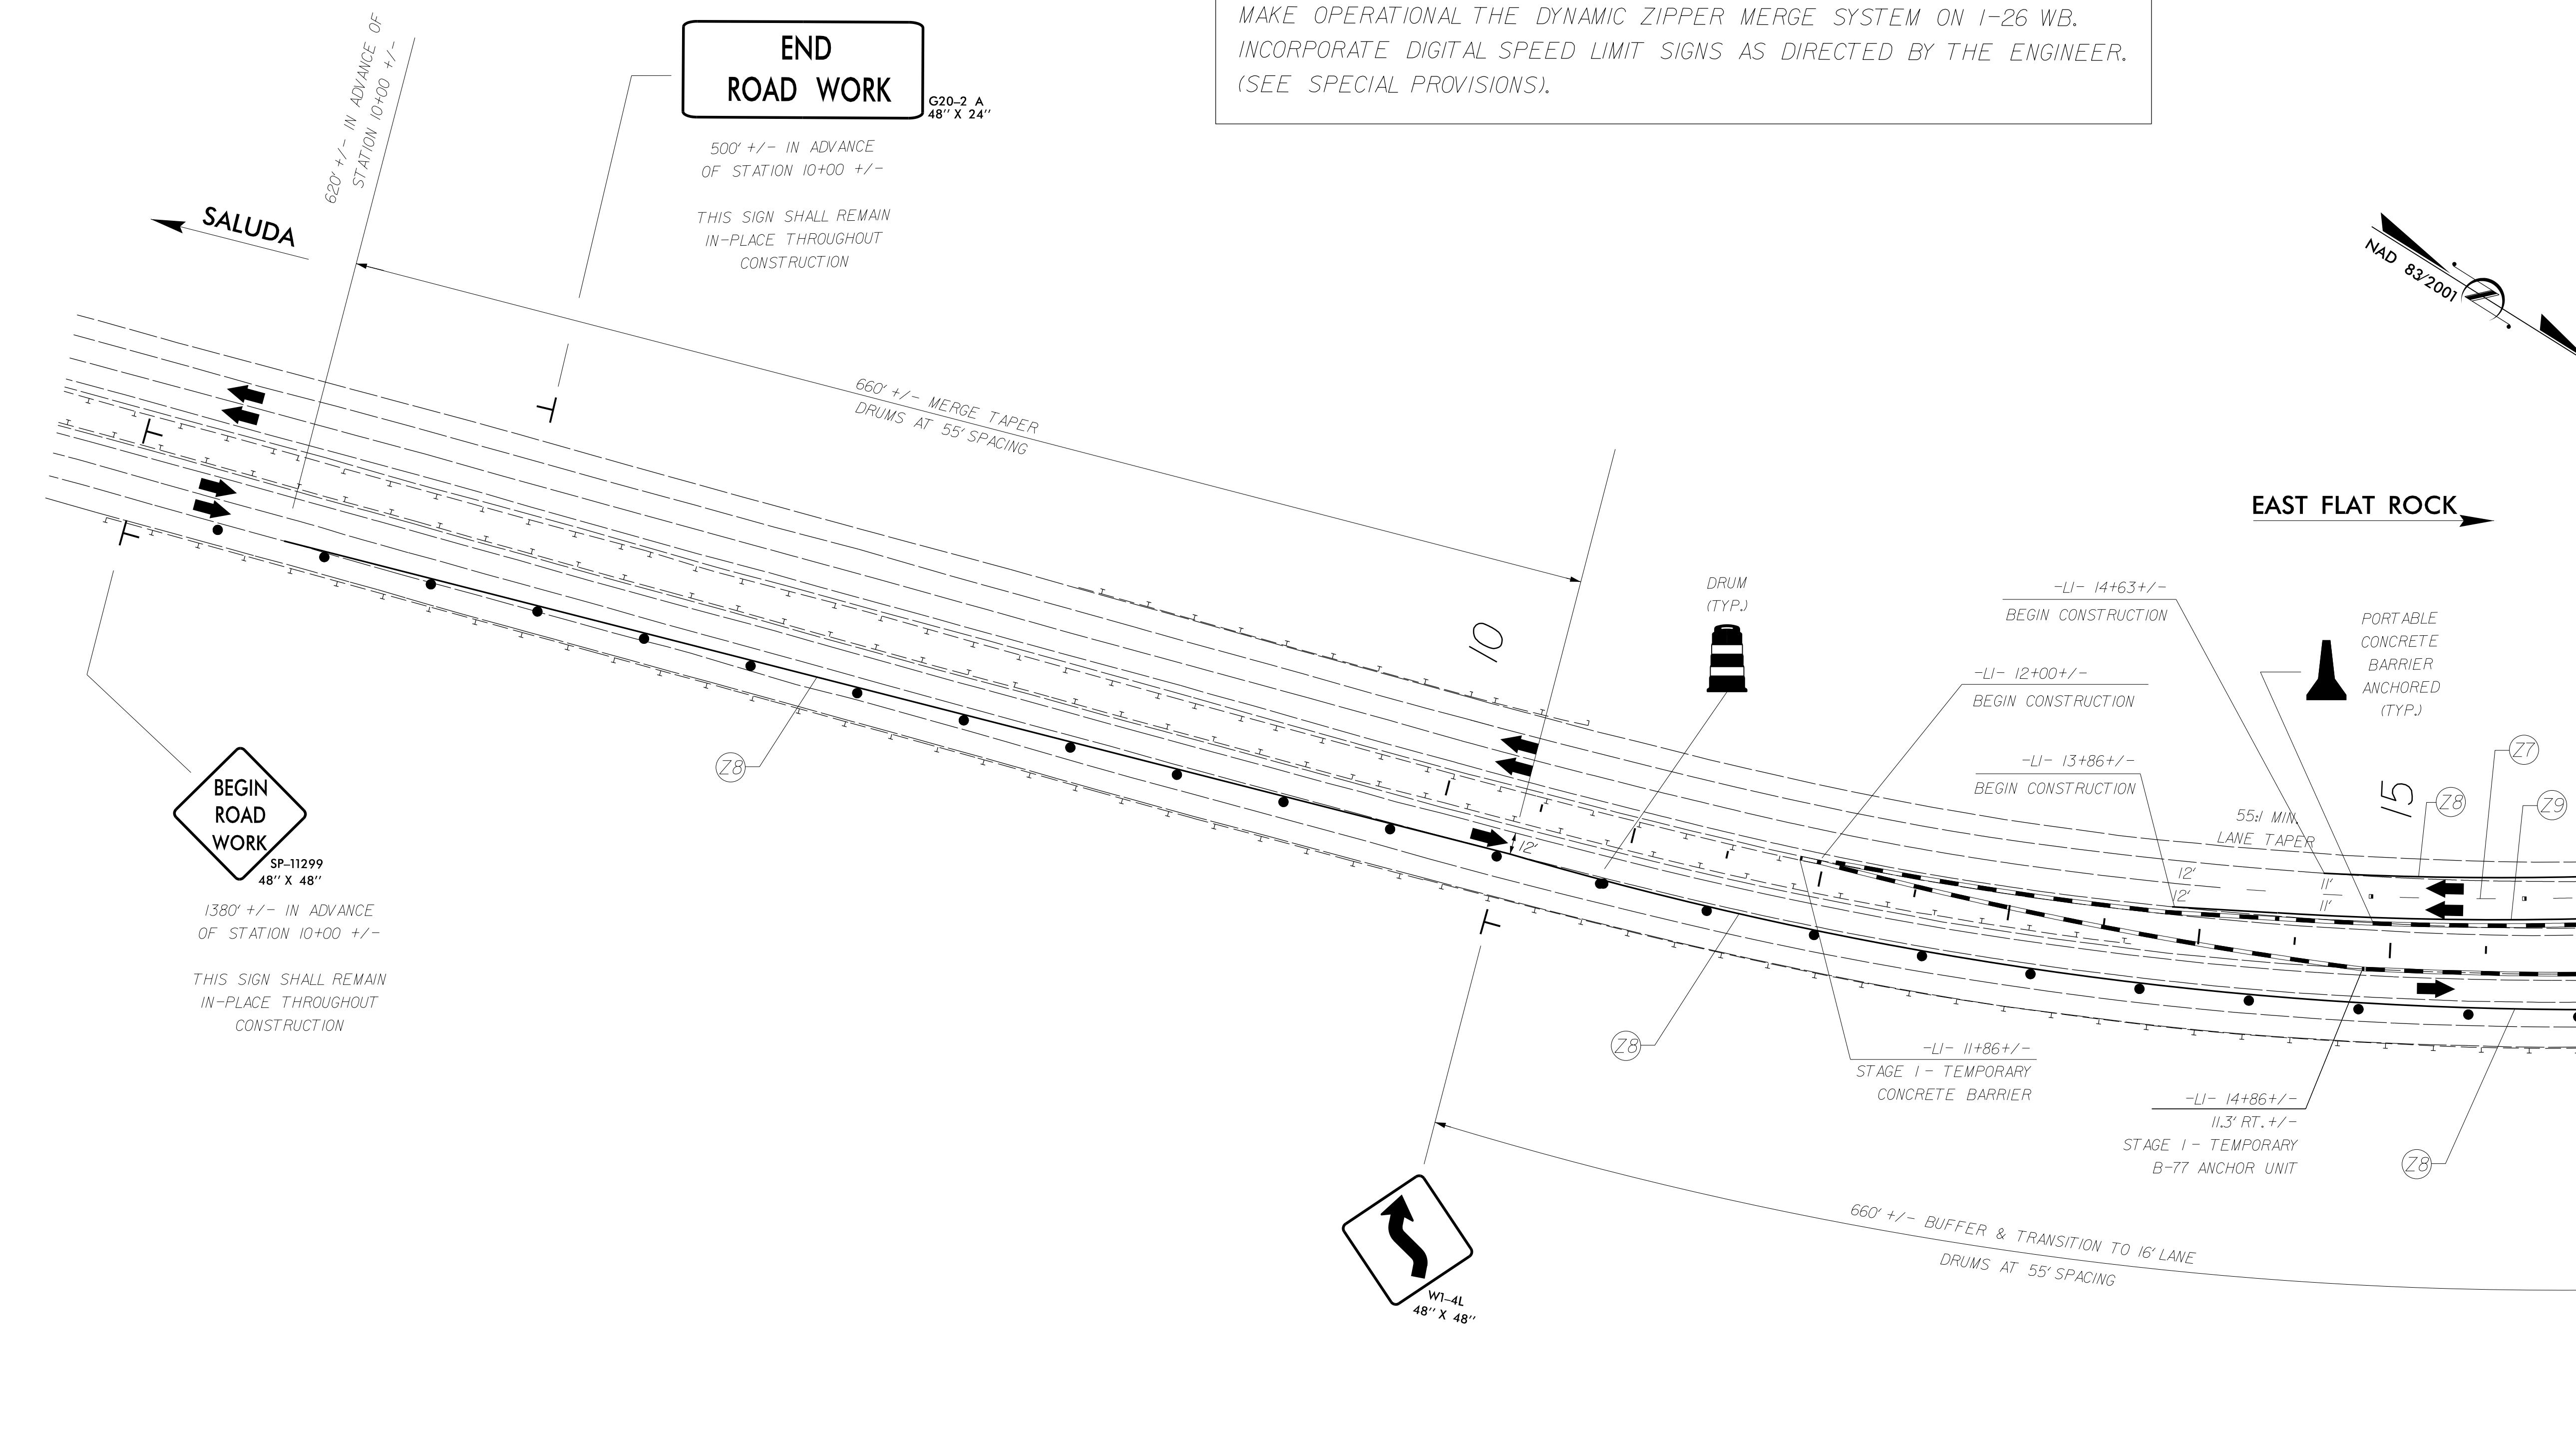 MAKE OPERATIONAL THE DYNAMIC ZIPPER MERGE SYSTEM ON I-26 WB.
INCORPORATE DIGITAL SPEED LIMIT SIGNS AS DIRECTED BY THE ENGINEER.
(SEE SPECIAL PROVISIONS).
620' +/- IN ADVANCE OF
STATION 10+00 +/-
END
ROAD WORK
G20-2 A
48'' X 24''
500' +/- IN ADVANCE
OF STATION 10+00 +/-
THIS SIGN SHALL REMAIN
IN-PLACE THROUGHOUT
CONSTRUCTION
SALUDA
NAD 83/2001
660' +/- MERGE TAPER
DRUMS AT 55' SPACING
EAST FLAT ROCK
10
DRUM
(TYP.)
-L1- 14+63+/-
BEGIN CONSTRUCTION
-L1- 12+00+/-
BEGIN CONSTRUCTION
-L1- 13+86+/-
BEGIN CONSTRUCTION
PORTABLE
CONCRETE
BARRIER
ANCHORED
(TYP.)
15
Z7
Z8
Z9
55:1 MIN.
LANE TAPER
12'
12'
11'
11'
12'
Z8
BEGIN
ROAD
WORK
SP-11299
48'' X 48''
1380' +/- IN ADVANCE
OF STATION 10+00 +/-
THIS SIGN SHALL REMAIN
IN-PLACE THROUGHOUT
CONSTRUCTION
Z8
-L1- 11+86+/-
STAGE 1 - TEMPORARY
CONCRETE BARRIER
-L1- 14+86+/-
11.3' RT.+/-
STAGE 1 - TEMPORARY
B-77 ANCHOR UNIT
Z8
660' +/- BUFFER & TRANSITION TO 16' LANE
DRUMS AT 55' SPACING
W1-4L
48'' X 48''